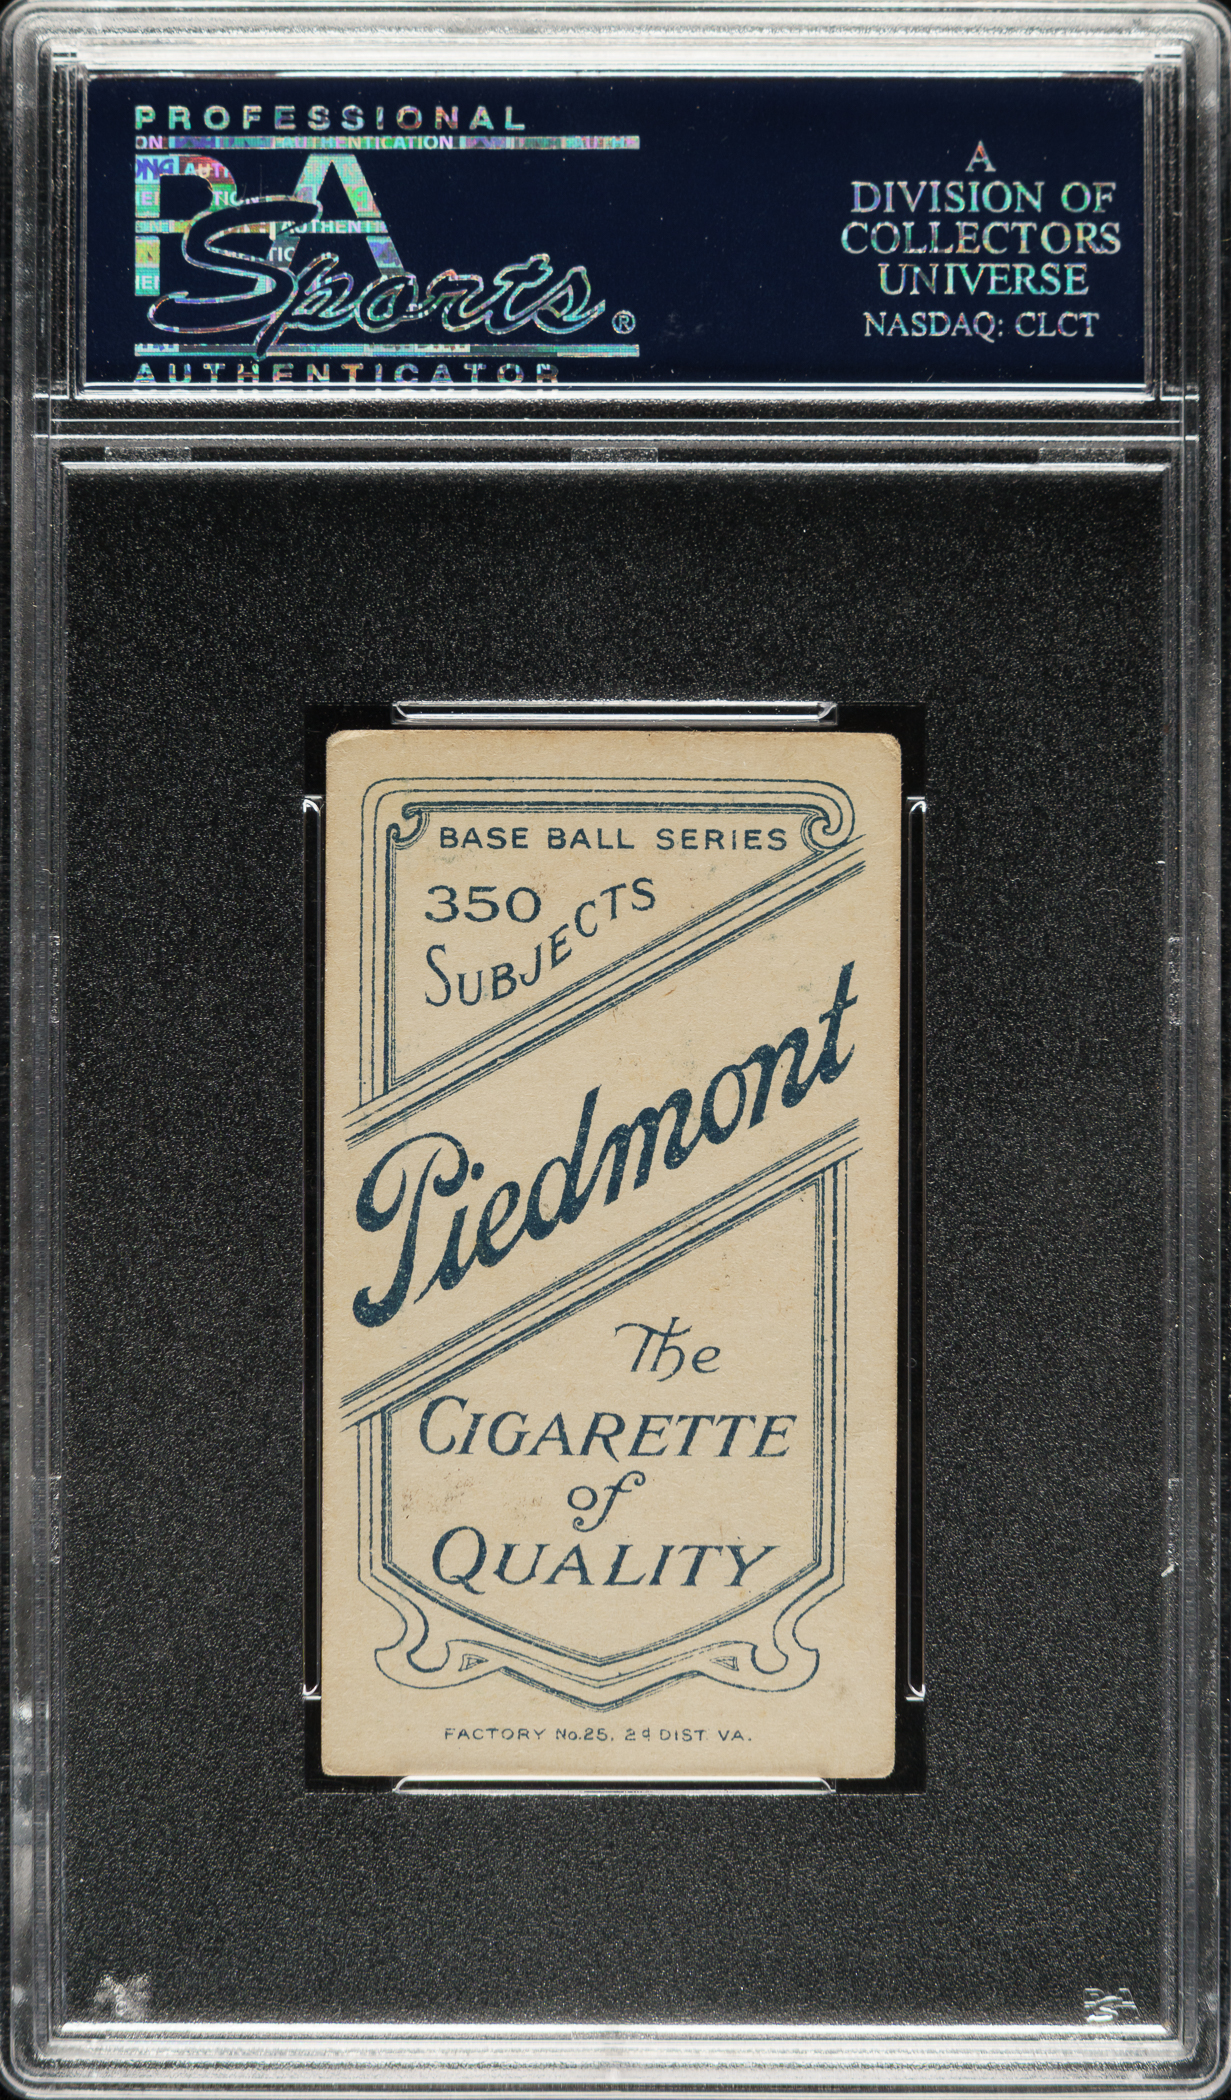 PROFESSIONAL
PSA
Sports®
AUTHENTICATOR
A
DIVISION OF
COLLECTORS
UNIVERSE
NASDAQ: CLCT
BASE BALL SERIES
350
SUBJECTS
Piedmont
The
CIGARETTE
of
QUALITY
FACTORY No.25, 2d DIST. VA.
PSA